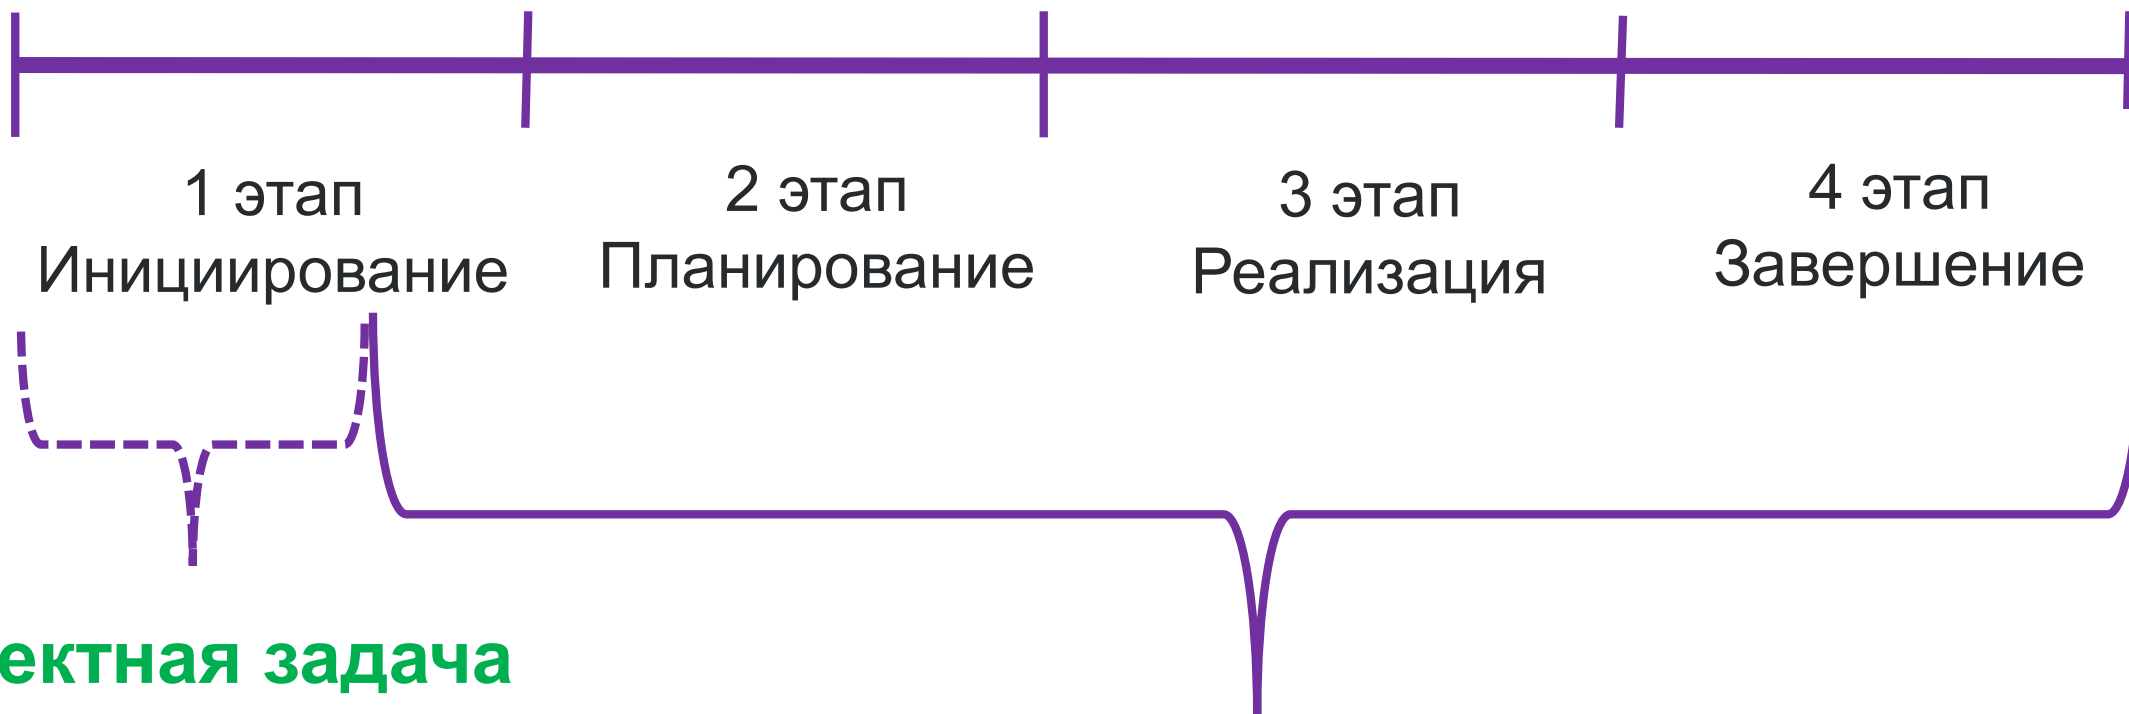 1 этап
Инициирование
2 этап
Планирование
3 этап
Реализация
4 этап
Завершение
ектная задача